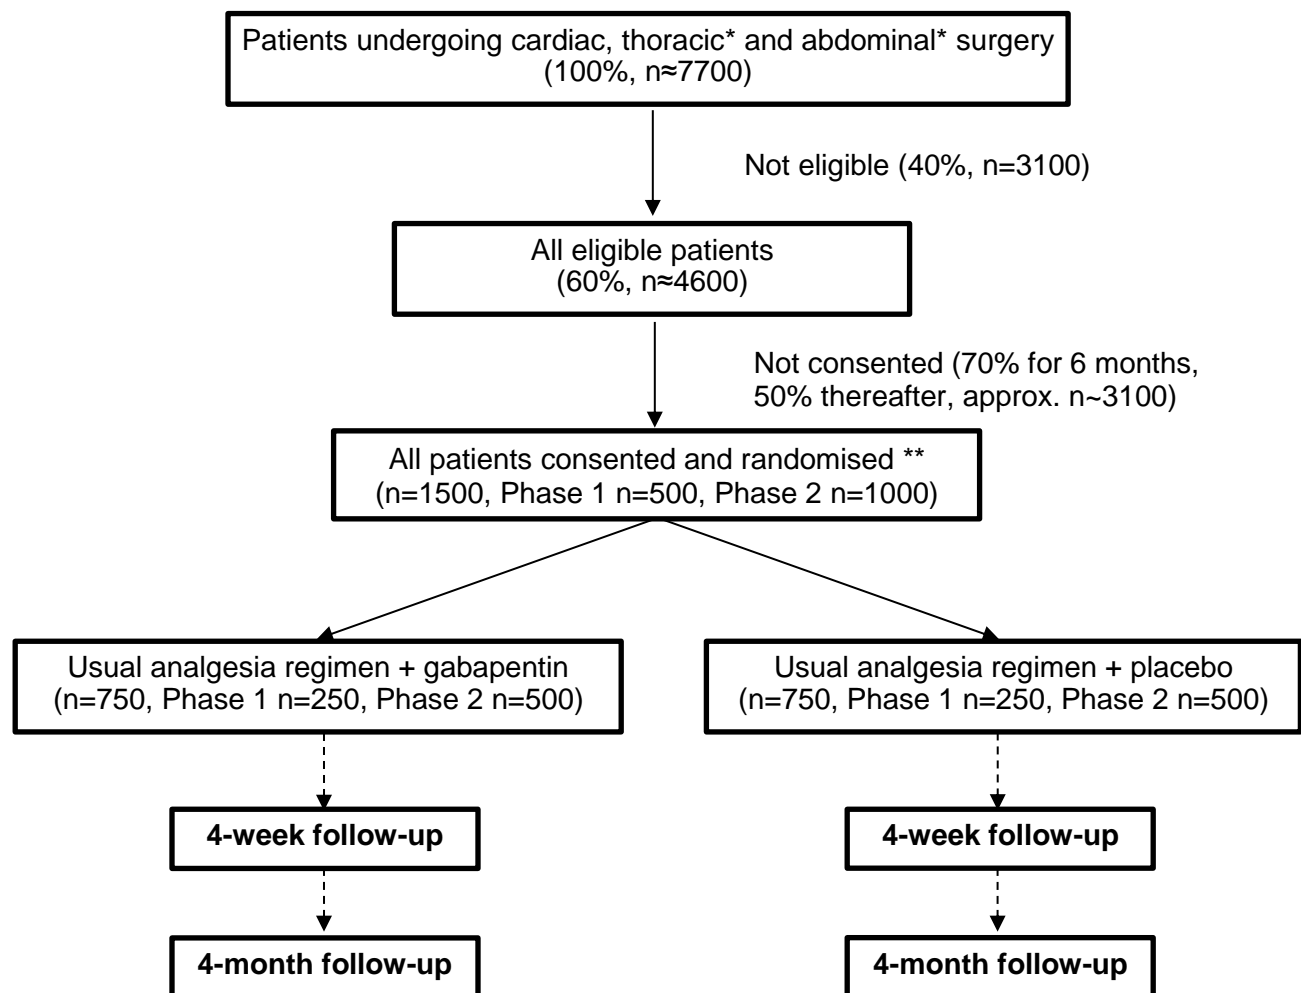 Patients undergoing cardiac, thoracic* and abdominal* surgery
(100%, n≈7700)
Not eligible (40%, n=3100)
All eligible patients
(60%, n≈4600)
Not consented (70% for 6 months,
50% thereafter, approx. n~3100)
All patients consented and randomised **
(n=1500, Phase 1 n=500, Phase 2 n=1000)
Usual analgesia regimen + gabapentin
(n=750, Phase 1 n=250, Phase 2 n=500)
Usual analgesia regimen + placebo
(n=750, Phase 1 n=250, Phase 2 n=500)
4-week follow-up
4-week follow-up
4-month follow-up
4-month follow-up